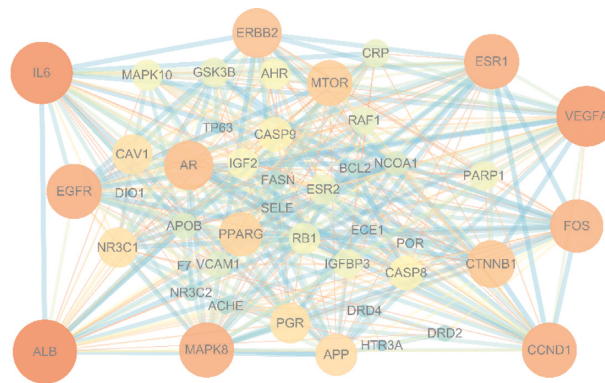 ERBB2
CRP
IL6
MAPK10
GSK3B
AHR
MTOR
ESR1
VEGFA
TP63
RAF1
CASP9
CAV1
AR
IGF2
BCL2
NCOA1
PARP1
EGFR
DIO1
FASN
ESR2
SELE
APOB
PPARG
RB1
ECE1
FOS
NR3C1
POR
F7
VCAM1
IGFBP3
CASP8
CTNNB1
NR3C2
ACHE
PGR
DRD4
DRD2
ALB
MAPK8
APP
HTR3A
CCND1